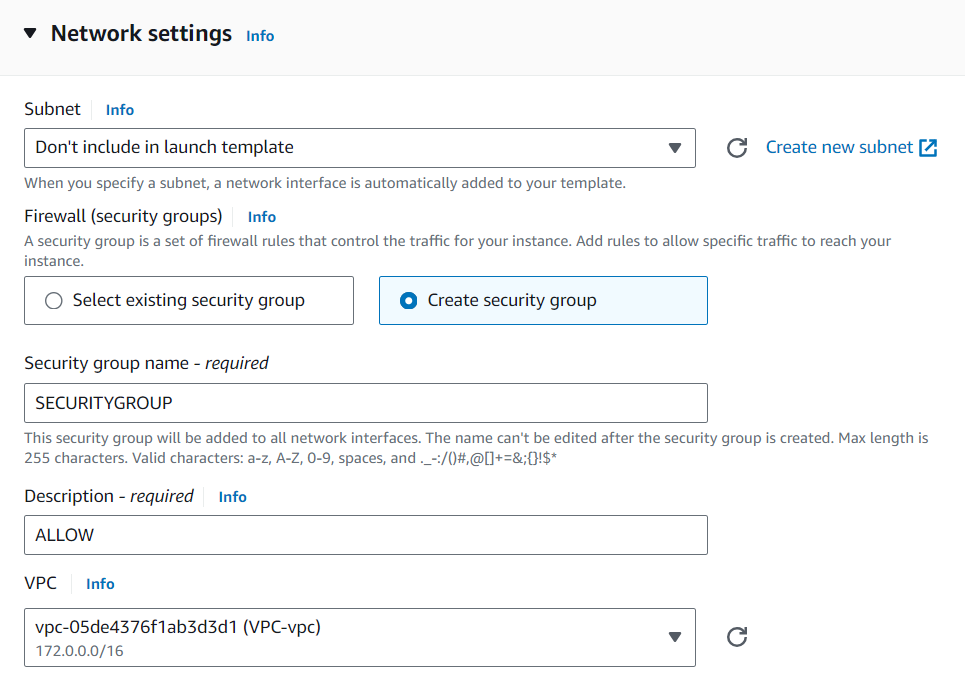 Network settings Info
Subnet Info
Don't include in launch template
Create new subnet
When you specify a subnet, a network interface is automatically added to your template.
Firewall (security groups) Info
A security group is a set of firewall rules that control the traffic for your instance. Add rules to allow specific traffic to reach your
instance.
Select existing security group
Create security group
Security group name - required
SECURITYGROUP
This security group will be added to all network interfaces. The name can't be edited after the security group is created. Max length is
255 characters. Valid characters: a-z, A-Z, 0-9, spaces, and ._-:/()#,@[]+=&;{}!$*
Description - required Info
ALLOW
VPC Info
vpc-05de4376f1ab3d3d1 (VPC-vpc)
172.0.0.0/16